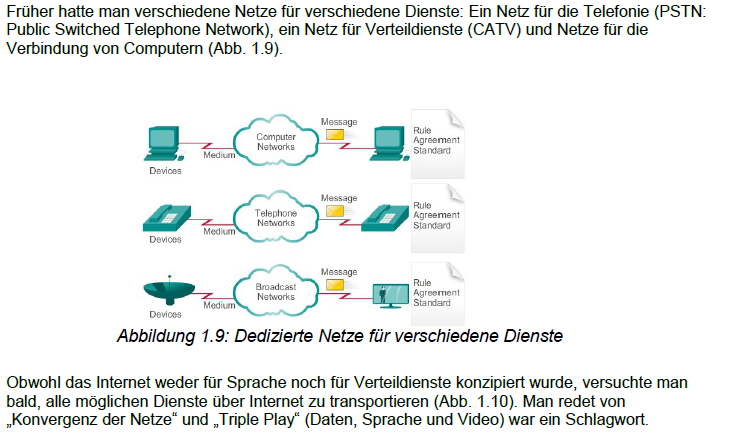 Früher hatte man verschiedene Netze für verschiedene Dienste: Ein Netz für die Telefonie (PSTN:
Public Switched Telephone Network), ein Netz für Verteildienste (CATV) und Netze für die
Verbindung von Computern (Abb. 1.9).
Devices
Medium
Computer
Networks
Message
Rule
Agreement
Standard
Devices
Medium
Telephone
Networks
Message
Rule
Agreement
Standard
Devices
Medium
Broadcast
Networks
Message
Rule
Agreement
Standard
Abbildung 1.9: Dedizierte Netze für verschiedene Dienste
Obwohl das Internet weder für Sprache noch für Verteildienste konzipiert wurde, versuchte man
bald, alle möglichen Dienste über Internet zu transportieren (Abb. 1.10). Man redet von
„Konvergenz der Netze“ und „Triple Play“ (Daten, Sprache und Video) war ein Schlagwort.